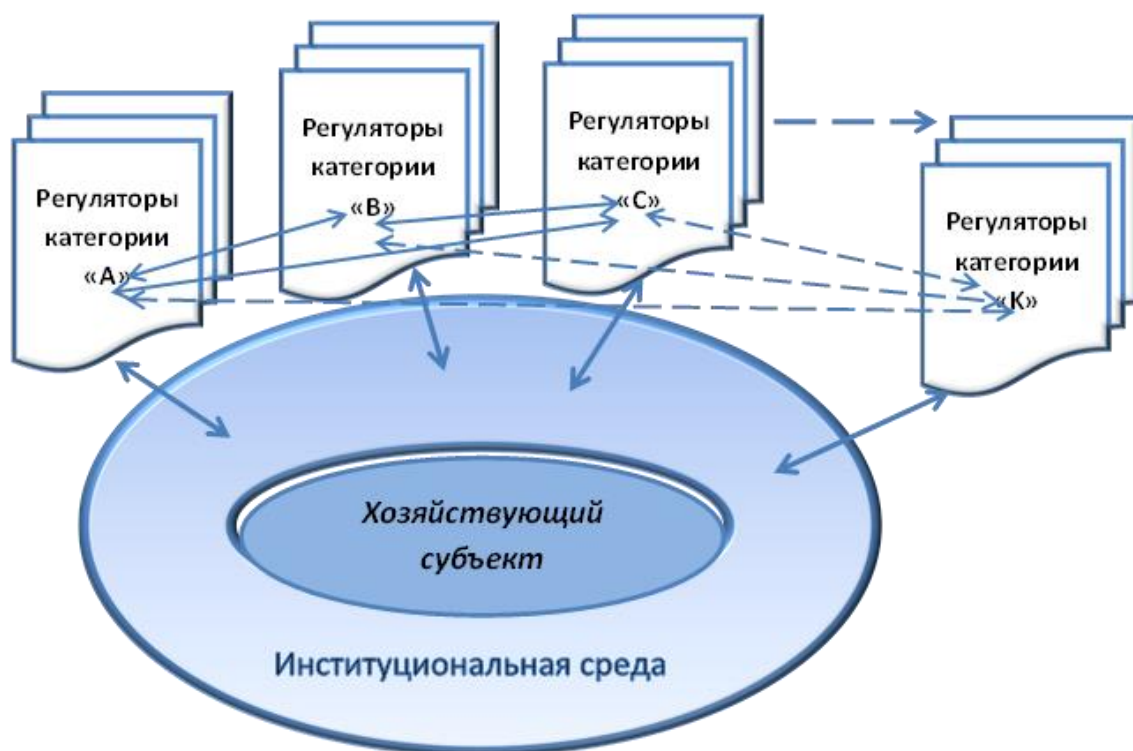 Регуляторы
категории
«А»
Регуляторы
категории
«В»
Регуляторы
категории
«С»
Регуляторы
категории
«К»
Хозяйствующий
субъект
Институциональная среда